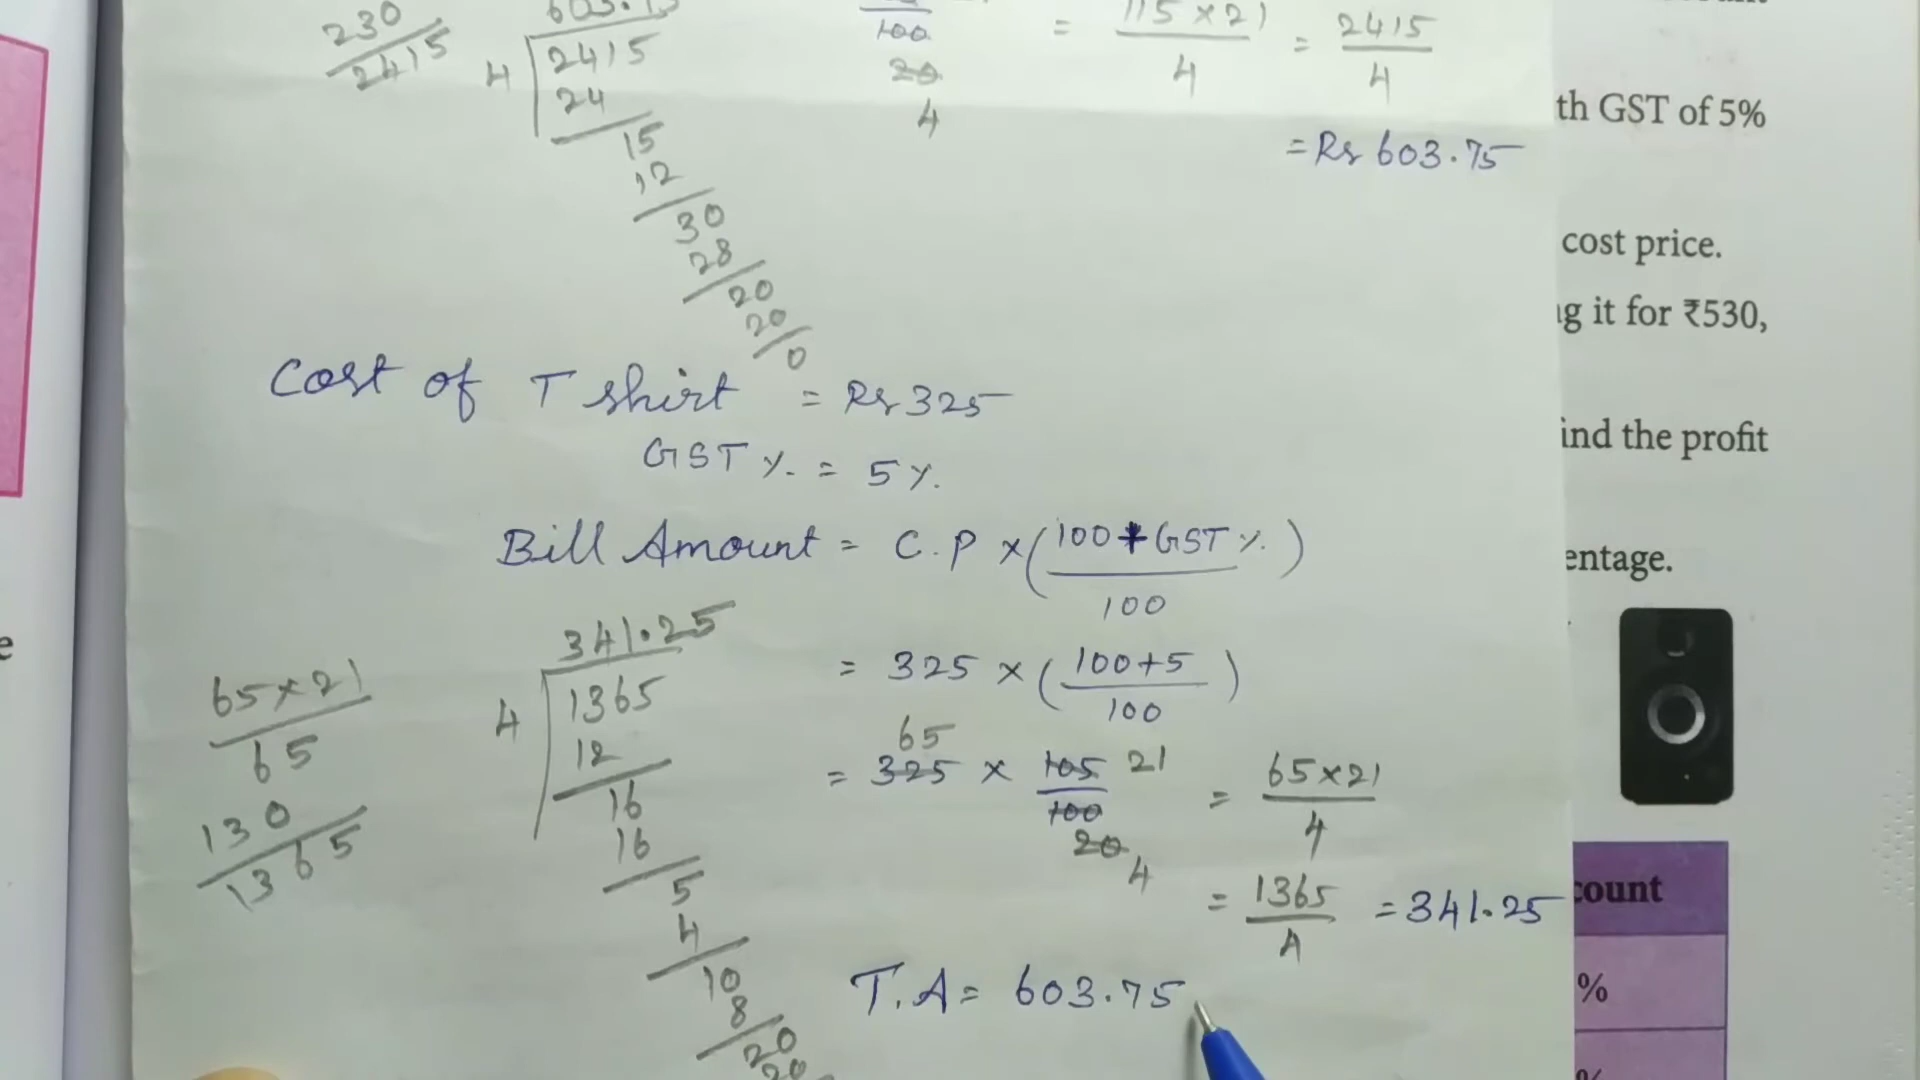 230
2415
603.75
4 2415
24
15
12
30
28
20
20
0
100
20
4
= 115 × 21 / 4 = 2415 / 4
= Rs 603.75
Cost of T shirt = Rs 325
GST % = 5 %
Bill Amount = C.P × ( 100 + GST % / 100 )
= 325 × ( 100+5 / 100 )
65
= 325 × 105 21 / 100
20
4
= 65×21 / 4
= 1365 / 4 = 341.25
T.A = 603.75
65×21
65
130
1365
341.25
4 1365
12
16
16
5
4
10
8
20
20
th GST of 5%
cost price.
g it for ₹530,
ind the profit
entage.
count
%
%
e